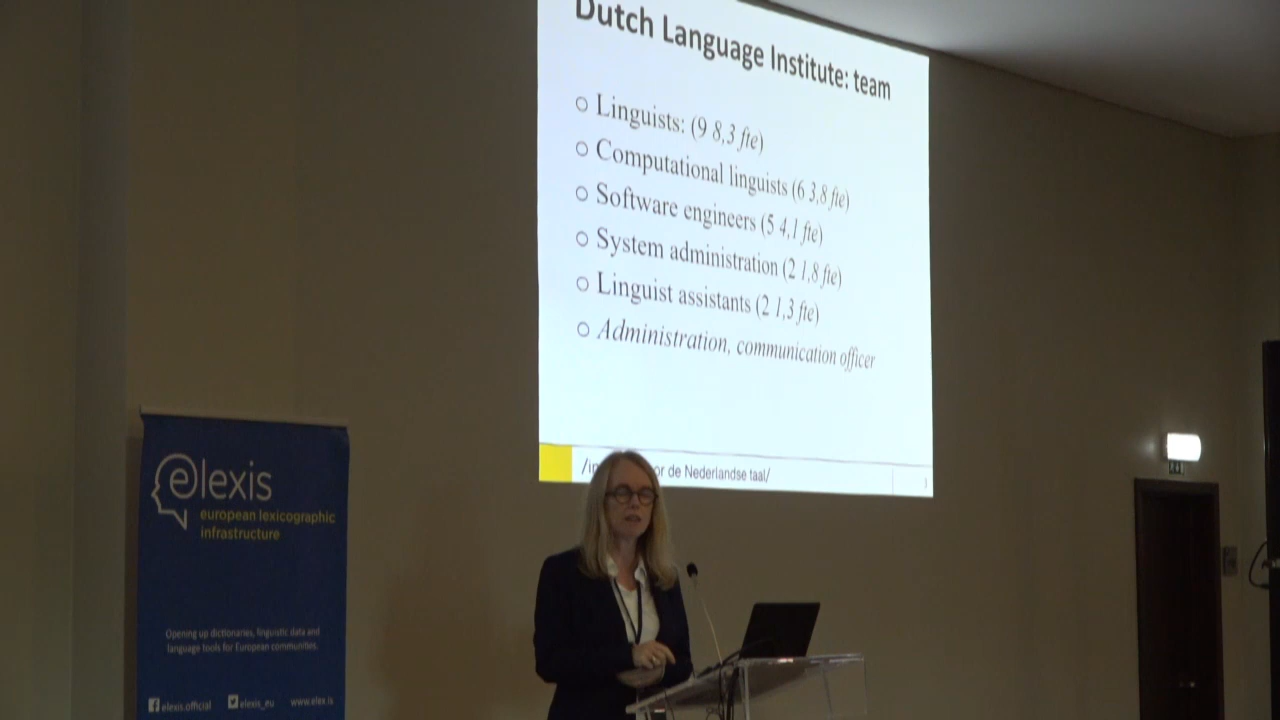 Dutch Language Institute: team
○ Linguists: (9 8,3 fte)
○ Computational linguists (6 3,8 fte)
○ Software engineers (5 4,1 fte)
○ System administration (2 1,8 fte)
○ Linguist assistants (2 1,3 fte)
○ Administration, communication officer
de Nederlandse taal/
elexis
european lexicographic
infrastructure
Opening up dictionaries, linguistic data and
language tools for European communities.
elexis.official elexis_eu www.elex.is